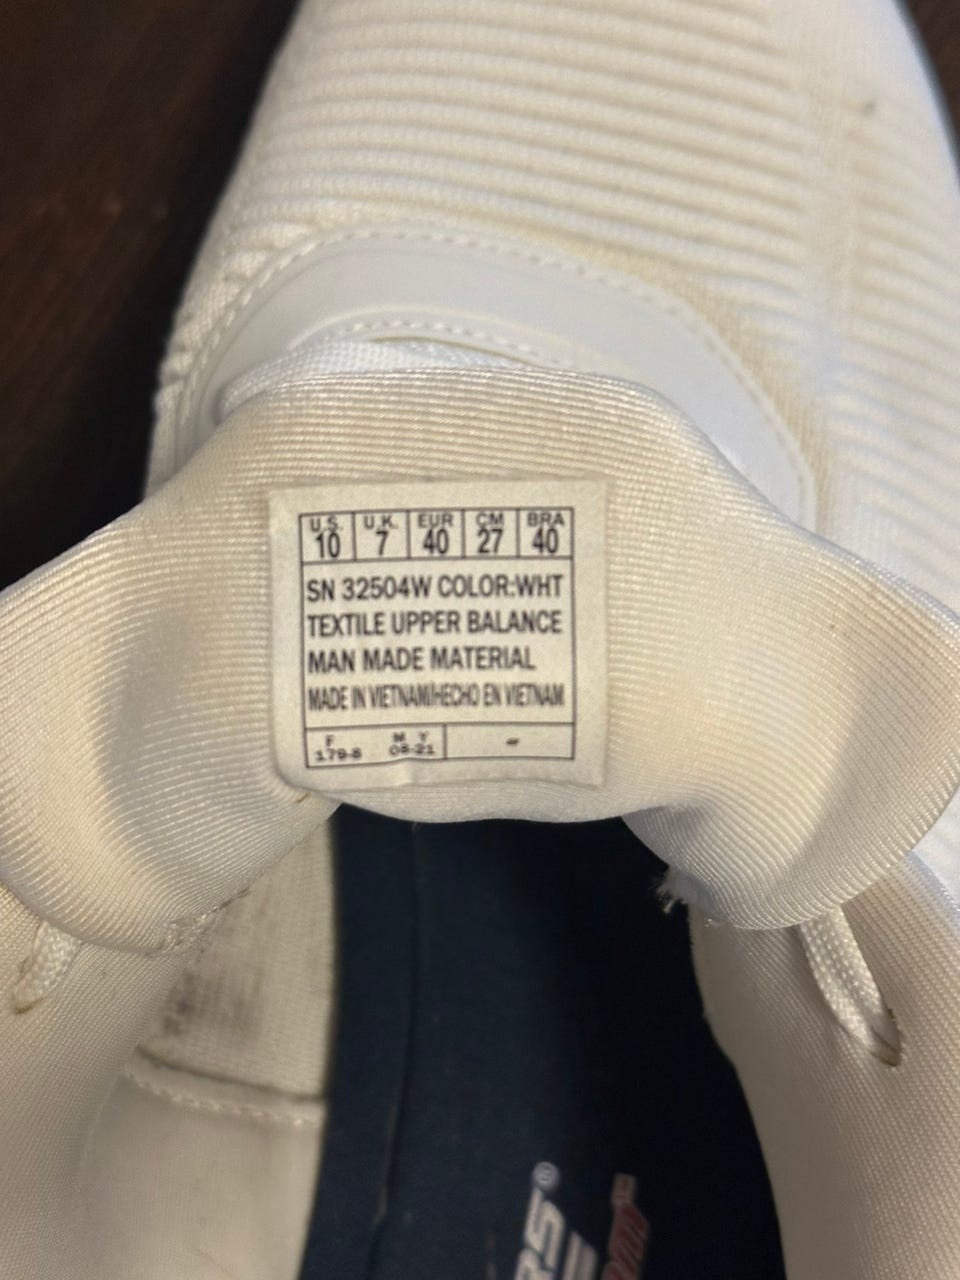 U.S. U.K. EUR CM BRA
10 7 40 27 40
SN 32504W COLOR:WHT
TEXTILE UPPER BALANCE
MAN MADE MATERIAL
MADE IN VIETNAM/HECHO EN VIETNAM
F M Y
179-8 08-21
RS®